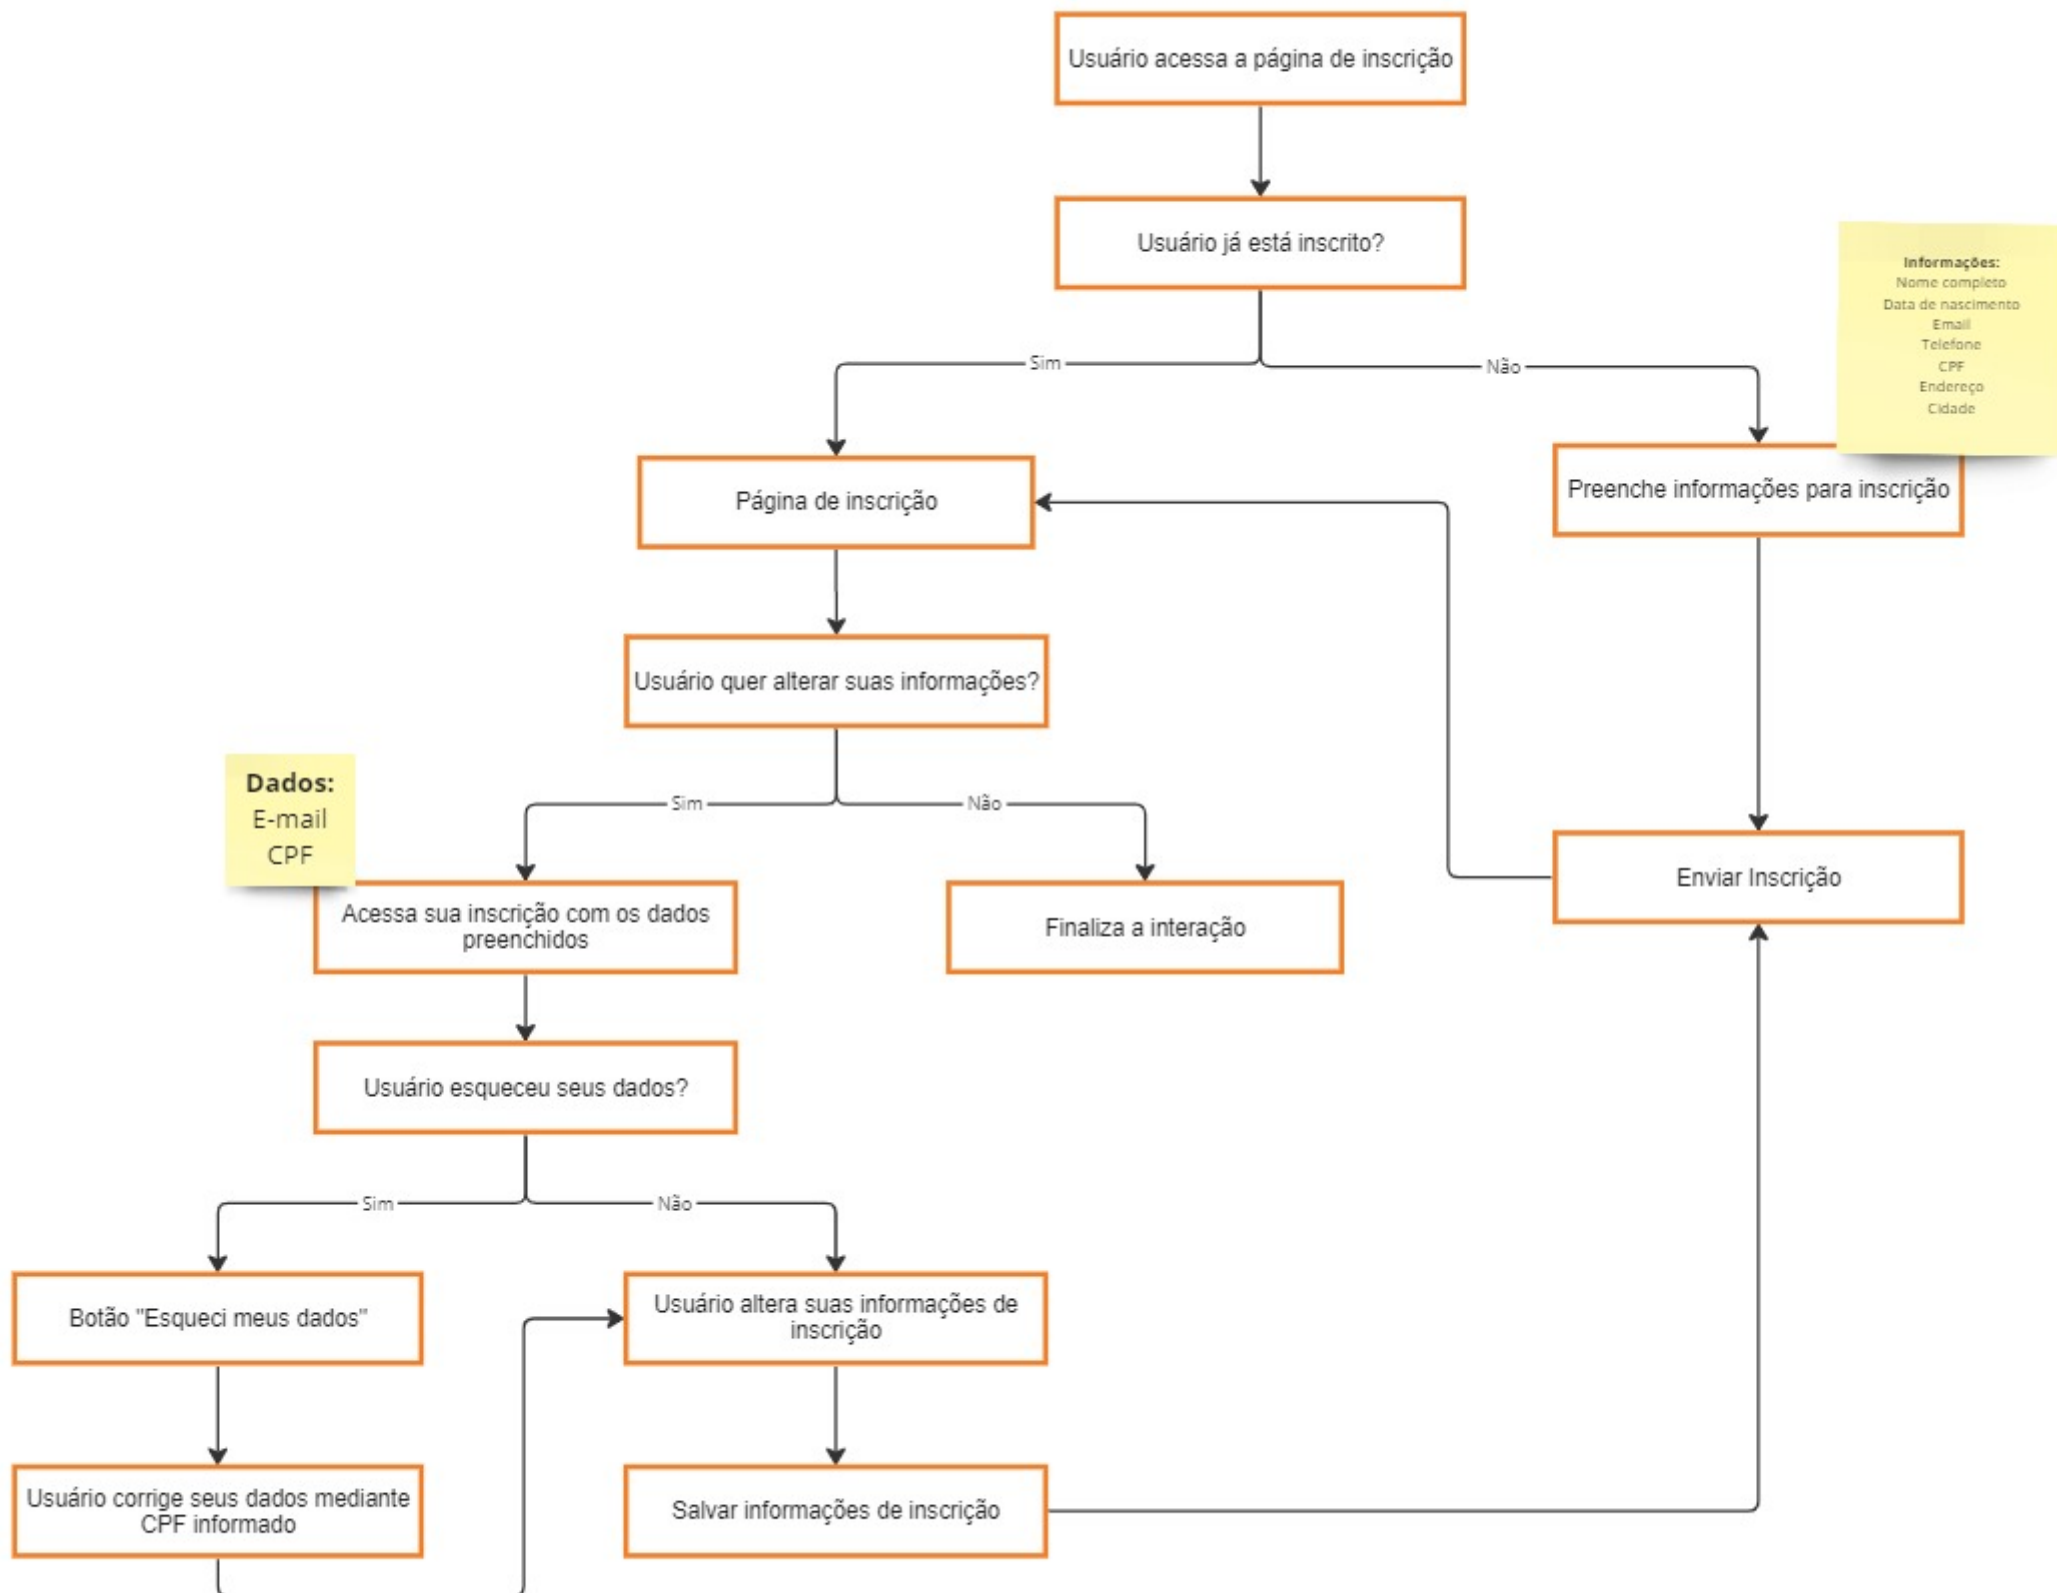 Usuário acessa a página de inscrição
Usuário já está inscrito?
Informações:
Nome completo
Data de nascimento
Email
Telefone
CPF
Endereço
Cidade
Sim
Não
Página de inscrição
Preenche informações para inscrição
Usuário quer alterar suas informações?
Dados:
E-mail
CPF
Sim
Não
Acessa sua inscrição com os dados
preenchidos
Finaliza a interação
Enviar Inscrição
Usuário esqueceu seus dados?
Sim
Não
Botão "Esqueci meus dados"
Usuário altera suas informações de
inscrição
Usuário corrige seus dados mediante
CPF informado
Salvar informações de inscrição